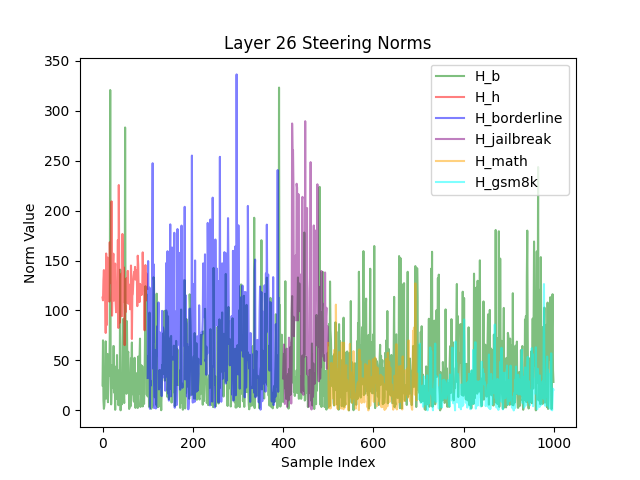 Layer 26 Steering Norms
350
300
250
200
150
100
50
0
Norm Value
H_b
H_h
H_borderline
H_jailbreak
H_math
H_gsm8k
0
200
400
600
800
1000
Sample Index